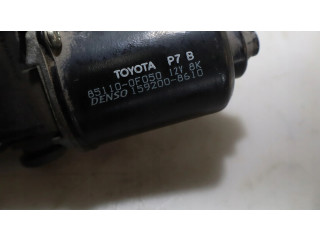 TOYOTA P7 B
85110-0F050 12V 8K
DENSO 159200-8610